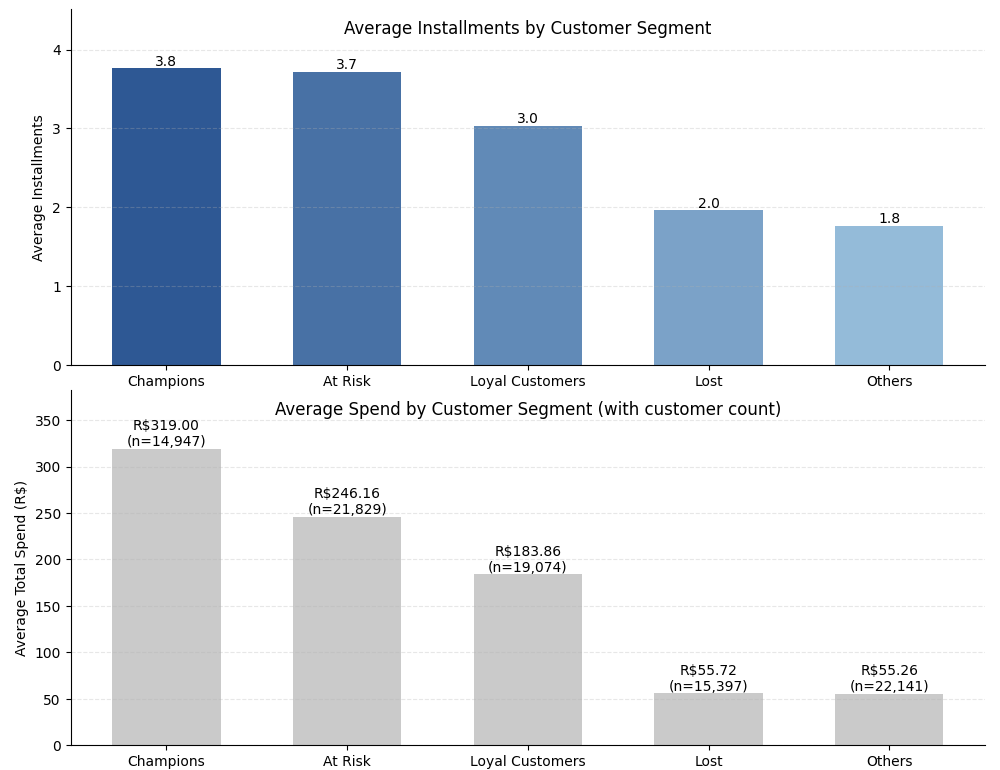 Average Installments by Customer Segment
Average Installments
4
3
2
1
0
3.8
3.7
3.0
2.0
1.8
Champions
At Risk
Loyal Customers
Lost
Others
Average Spend by Customer Segment (with customer count)
Average Total Spend (R$)
350
300
250
200
150
100
50
0
R$319.00
(n=14,947)
R$246.16
(n=21,829)
R$183.86
(n=19,074)
R$55.72
(n=15,397)
R$55.26
(n=22,141)
Champions
At Risk
Loyal Customers
Lost
Others